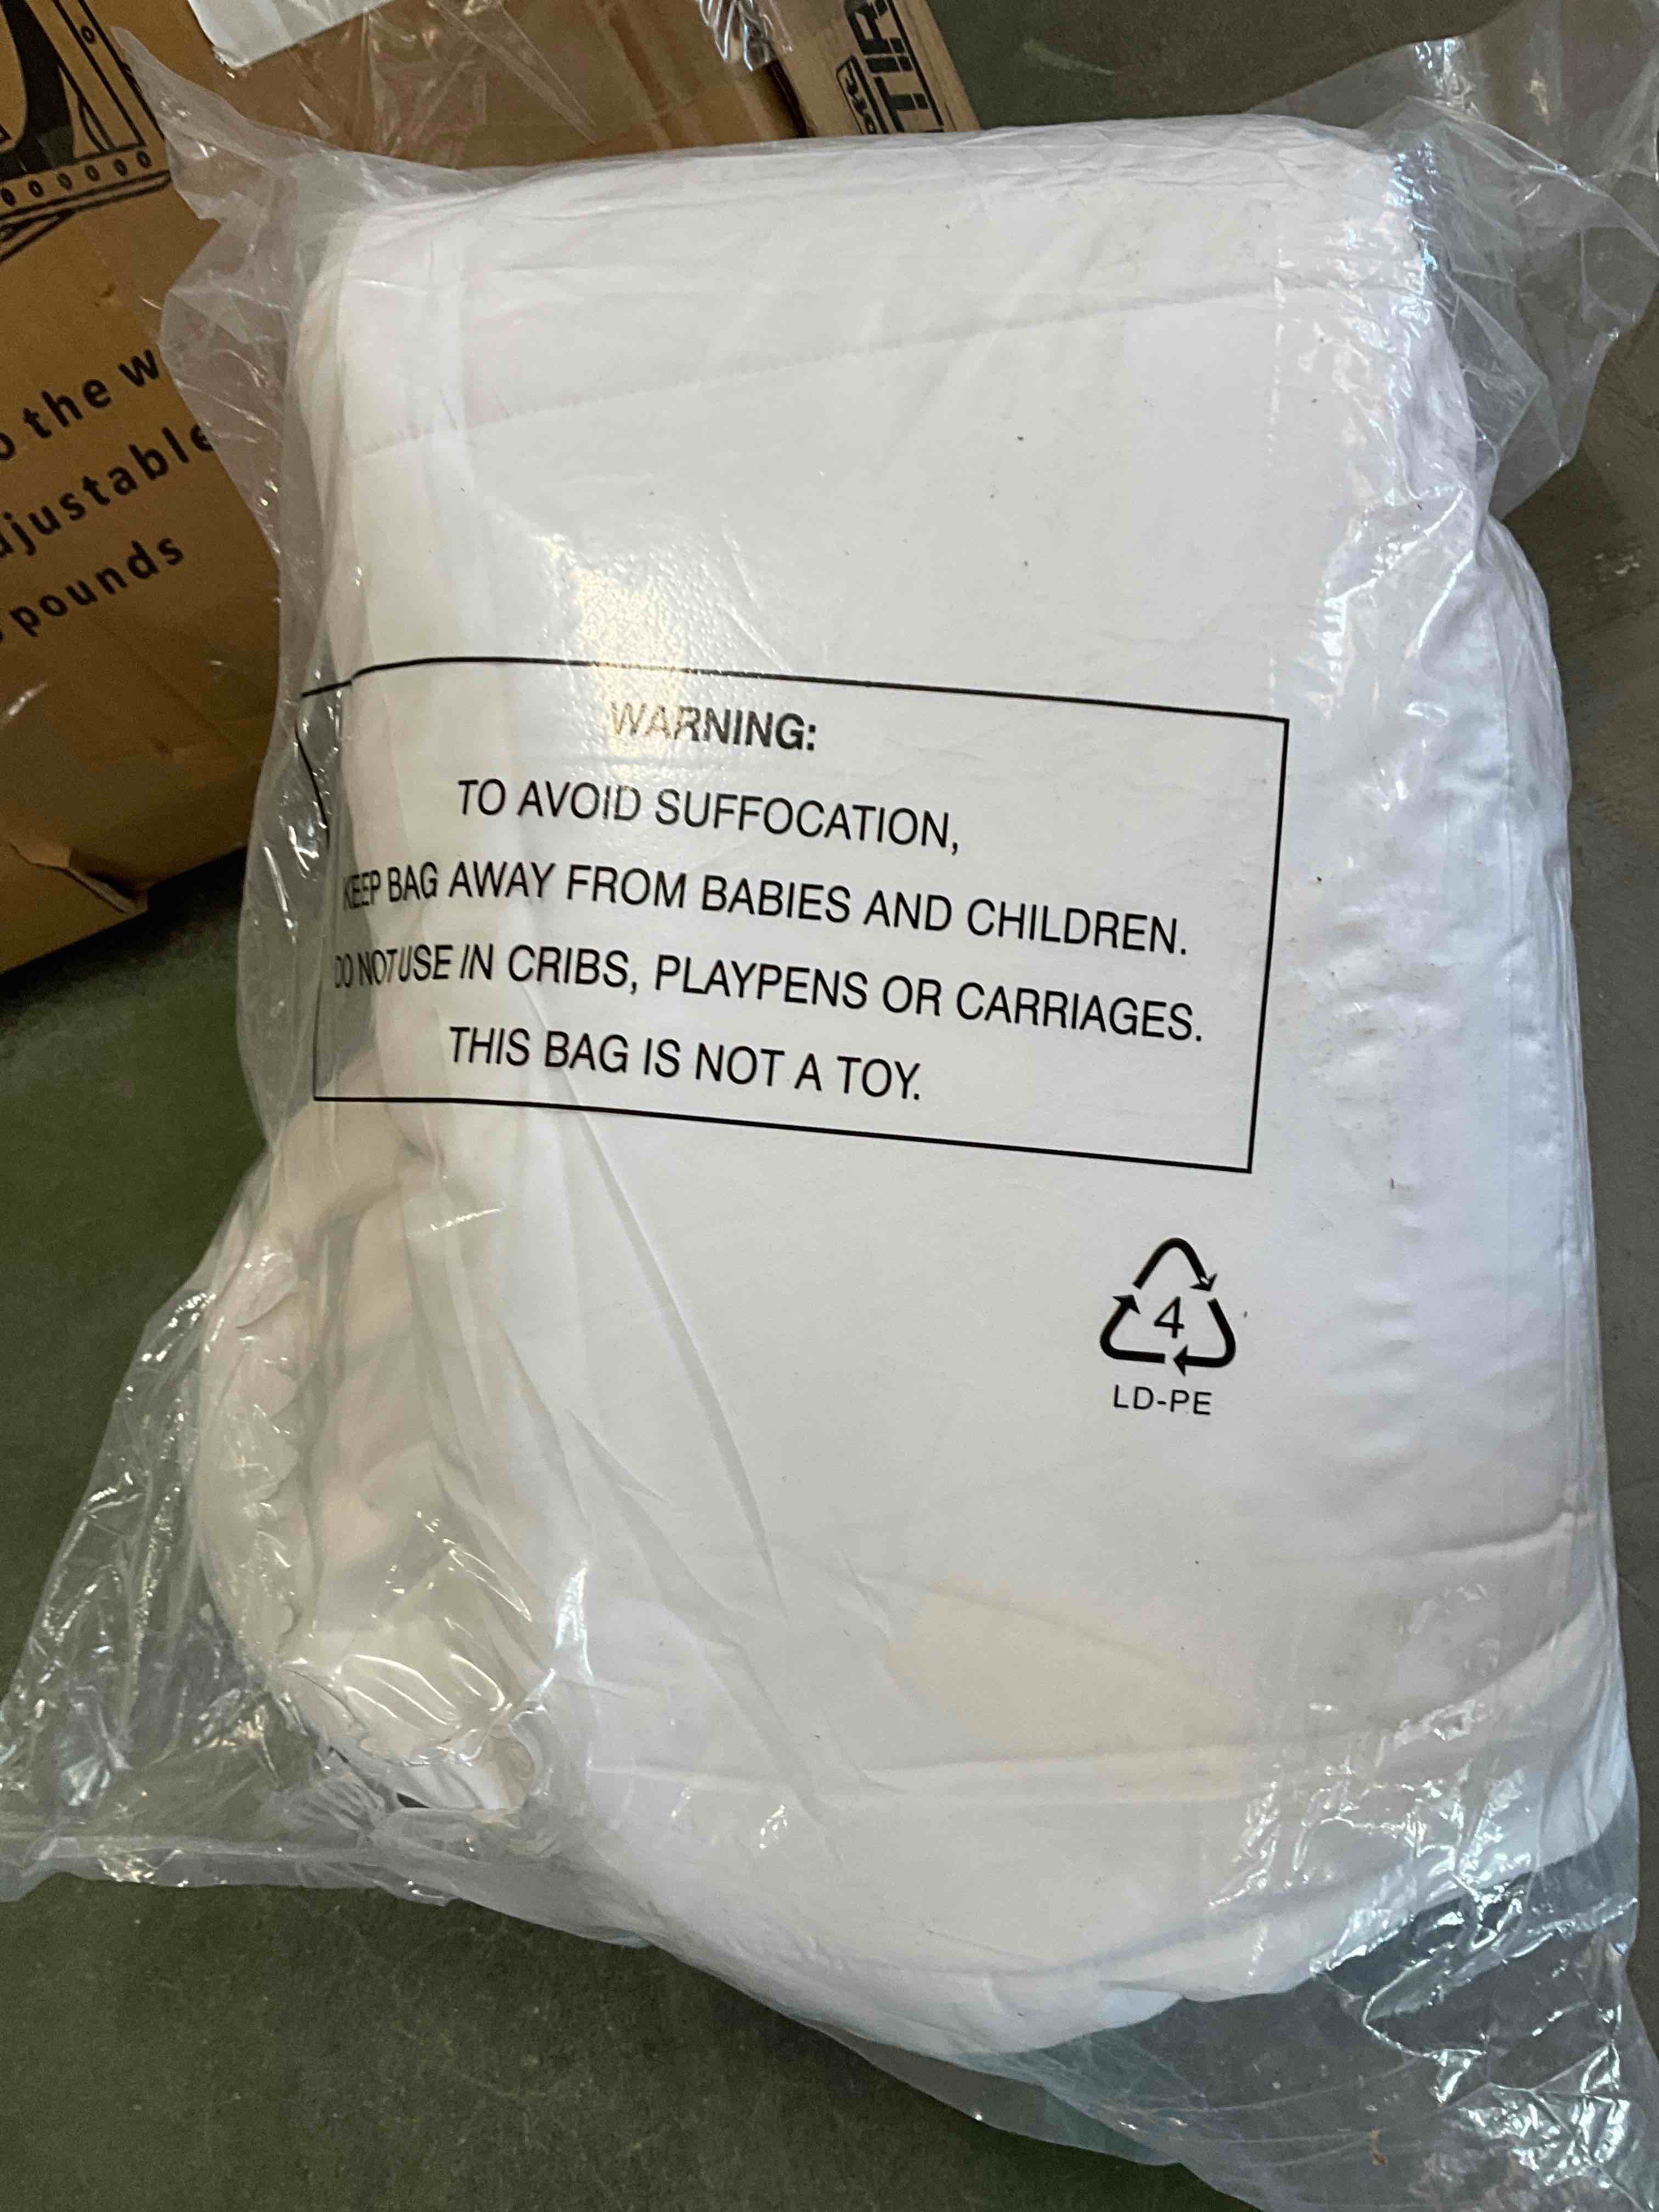 TIR
o the w
djustable
pounds
WARNING:
TO AVOID SUFFOCATION,
KEEP BAG AWAY FROM BABIES AND CHILDREN.
DO NOT USE IN CRIBS, PLAYPENS OR CARRIAGES.
THIS BAG IS NOT A TOY.
4
LD-PE